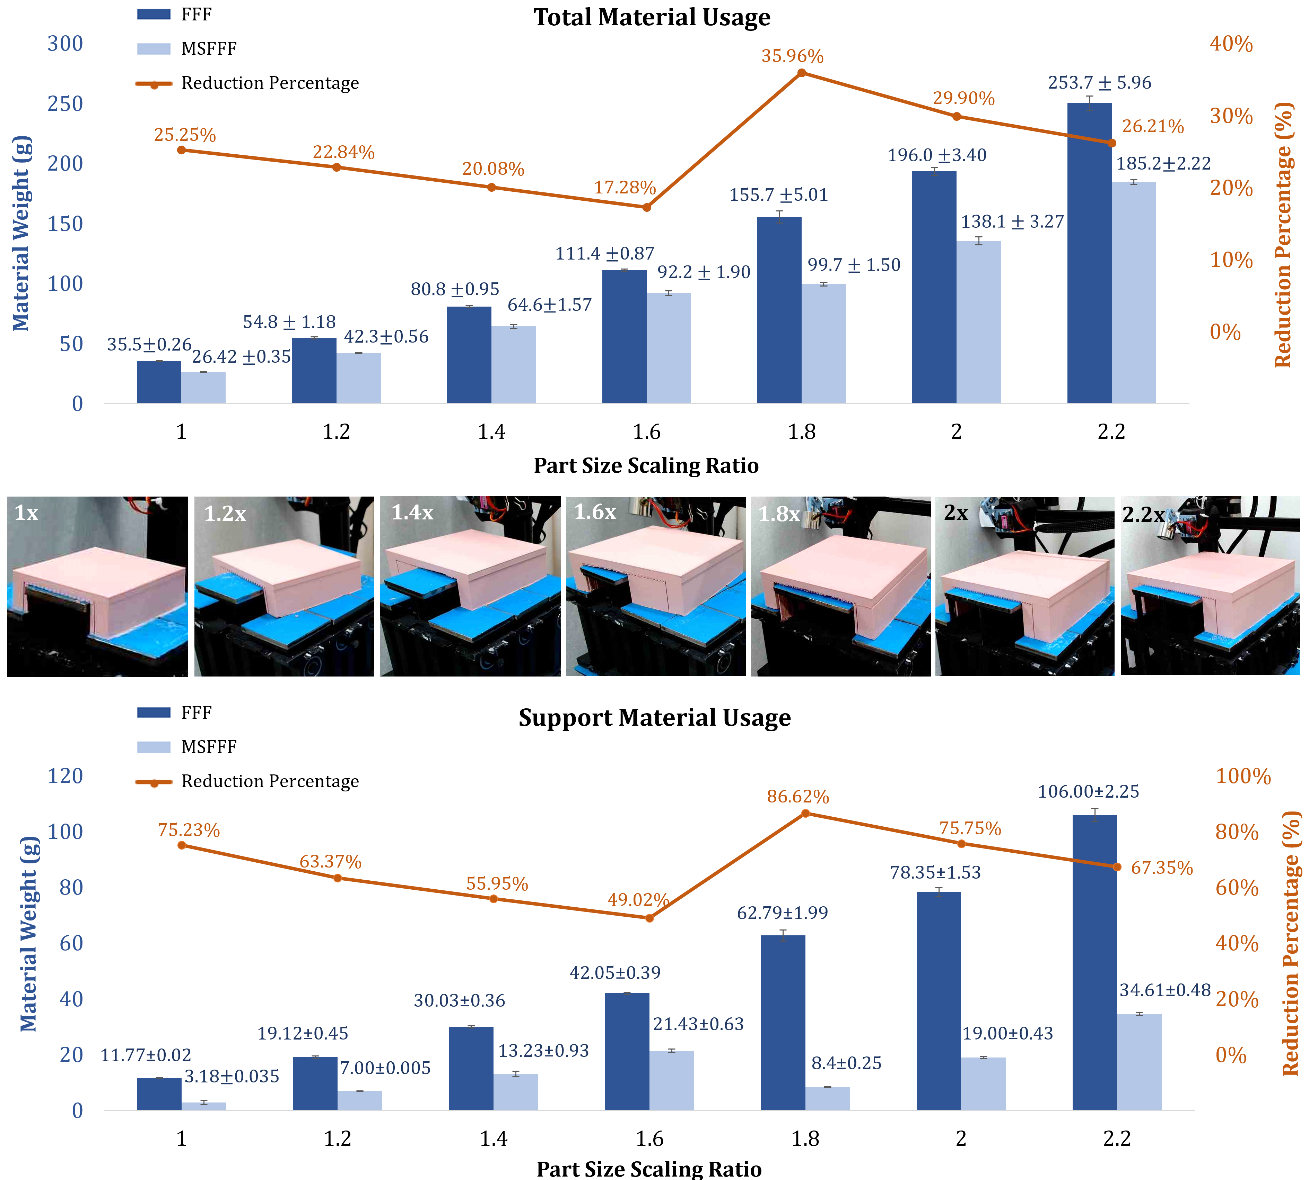 Total Material Usage
FFF
MSFFF
Reduction Percentage
Material Weight (g)
300
250
200
150
100
50
0
40%
30%
20%
10%
0%
Reduction Percentage (%)
25.25%
22.84%
20.08%
17.28%
35.96%
29.90%
26.21%
35.5±0.26
26.42 ±0.35
54.8 ± 1.18
42.3±0.56
80.8 ±0.95
64.6±1.57
111.4 ±0.87
92.2 ± 1.90
155.7 ±5.01
99.7 ± 1.50
196.0 ±3.40
138.1 ± 3.27
253.7 ± 5.96
185.2±2.22
1 1.2 1.4 1.6 1.8 2 2.2
Part Size Scaling Ratio
1x 1.2x 1.4x 1.6x 1.8x 2x 2.2x
Support Material Usage
FFF
MSFFF
Reduction Percentage
Material Weight (g)
120
100
80
60
40
20
0
100%
80%
60%
40%
20%
0%
Reduction Percentage (%)
75.23%
63.37%
55.95%
49.02%
86.62%
75.75%
67.35%
11.77±0.02
3.18±0.035
19.12±0.45
7.00±0.005
30.03±0.36
13.23±0.93
42.05±0.39
21.43±0.63
62.79±1.99
8.4±0.25
78.35±1.53
19.00±0.43
106.00±2.25
34.61±0.48
1 1.2 1.4 1.6 1.8 2 2.2
Part Size Scaling Ratio